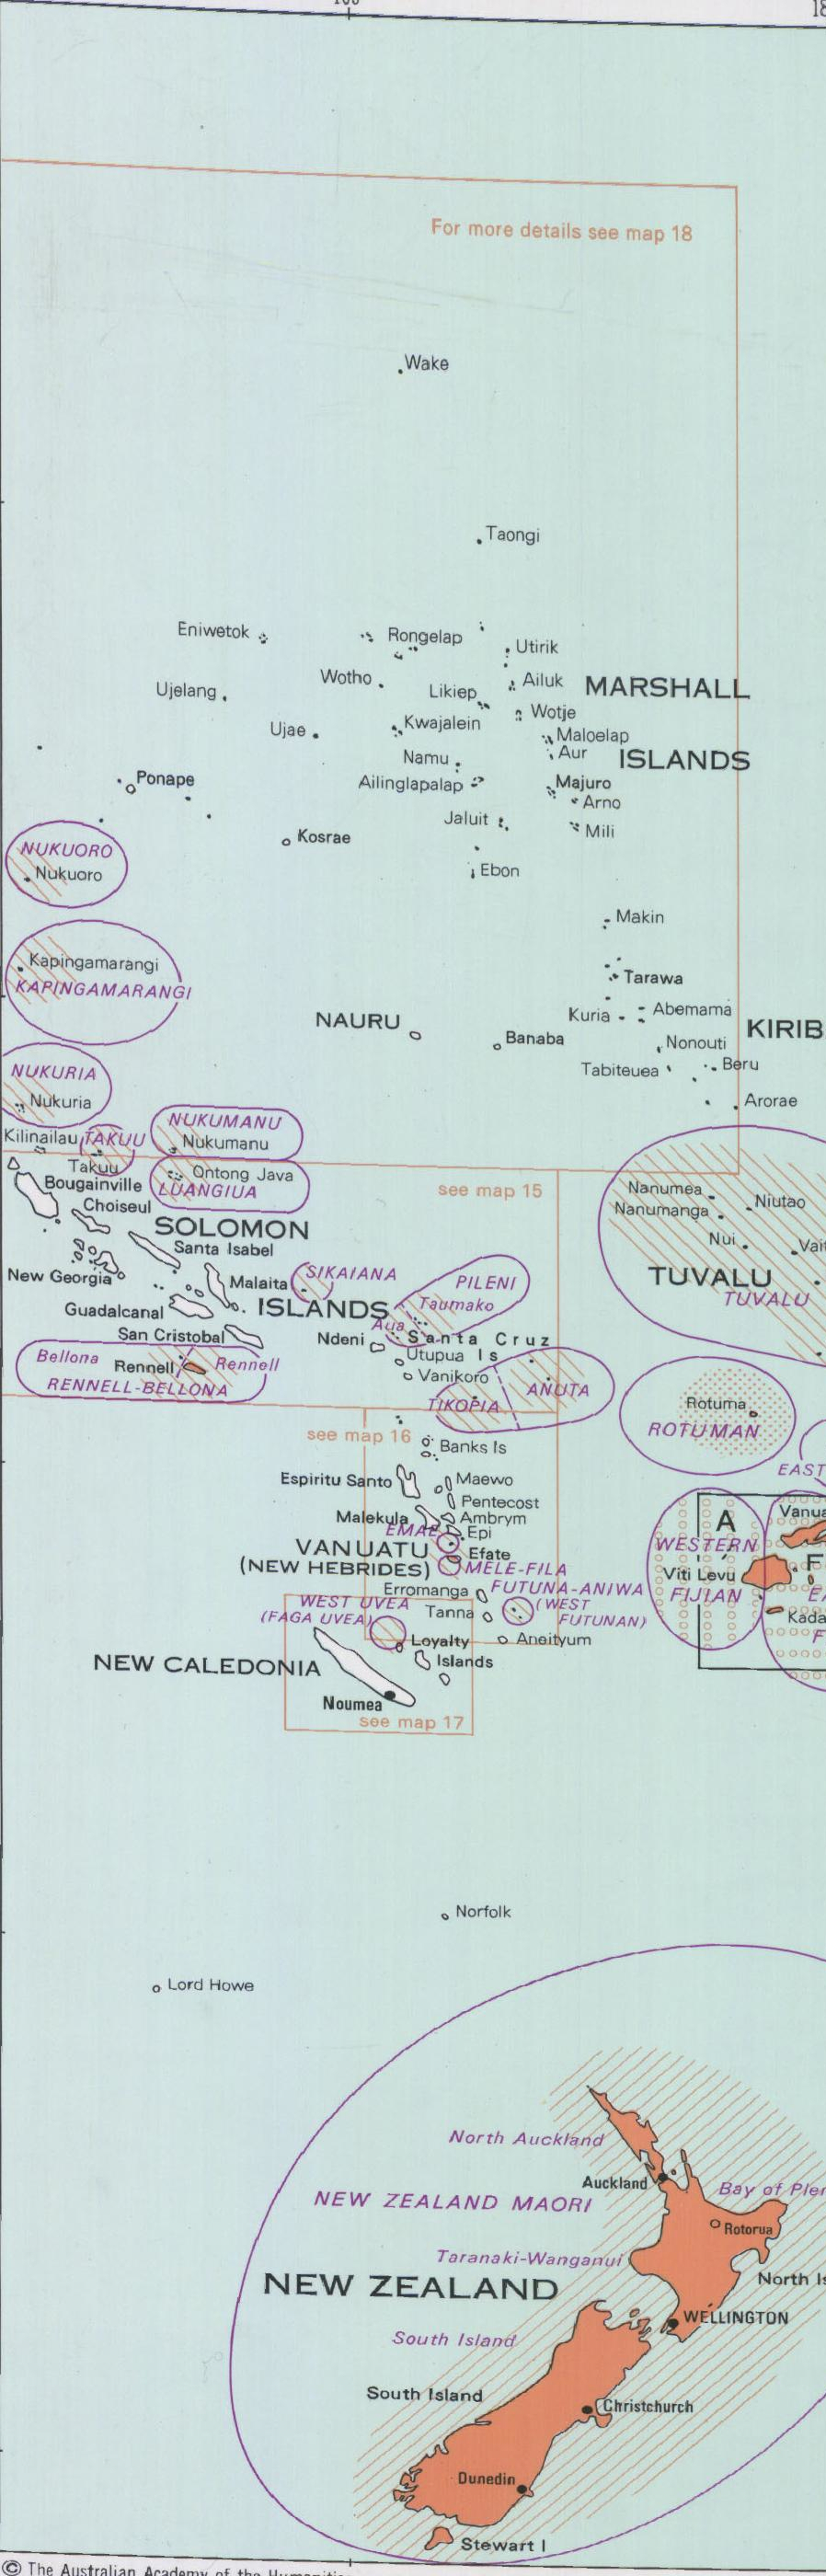 For more details see map 18
Wake
Taongi
Eniwetok
Rongelap
Utirik
Wotho
Ailuk
MARSHALL
Ujelang
Likiep
Wotje
Ujae
Kwajalein
Maloelap
Aur
ISLANDS
Namu
Ponape
Ailinglapalap
Majuro
Arno
Jaluit
Mili
Kosrae
NUKUORO
Nukuoro
Ebon
Makin
Kapingamarangi
KAPINGAMARANGI
Tarawa
NAURU
Kuria
Abemama
KIRIB
Banaba
Nonouti
Beru
Tabiteuea
NUKURIA
Nukuria
Arorae
NUKUMANU
Nukumanu
Kilinailau
TAKUU
Takuu
Ontong Java
LUANGIUA
Bougainville
see map 15
Nanumea
Niutao
Nanumanga
Choiseul
SOLOMON
Nui
Vait
Santa Isabel
New Georgia
Malaita
SIKAIANA
PILENI
TUVALU
TUVALU
Guadalcanal
ISLANDS
Taumako
Aua
San Cristobal
Ndeni
Santa Cruz
Is
Utupua
Bellona
Rennell
Rennell
RENNELL-BELLONA
Vanikoro
ANUTA
TIKOPIA
Rotuma
ROTUMAN
see map 16
Banks Is
EAST
Espiritu Santo
Maewo
Pentecost
Malekula
Ambrym
EMAE
Epi
A
Vanua
VANUATU
Efate
WESTERN
(NEW HEBRIDES)
MELE-FILA
Viti Levu
F
Erromanga
FUTUNA-ANIWA
FIJIAN
WEST UVEA
(FAGA UVEA)
Tanna
(WEST
FUTUNAN)
Kada
F
Loyalty
Islands
Aneityum
NEW CALEDONIA
Noumea
see map 17
Norfolk
Lord Howe
North Auckland
Auckland
Bay of Plen
NEW ZEALAND MAORI
Rotorua
Taranaki-Wanganui
NEW ZEALAND
North Is
WELLINGTON
South Island
South Island
Christchurch
Dunedin
Stewart I
© The Australian Academy of the Humanities